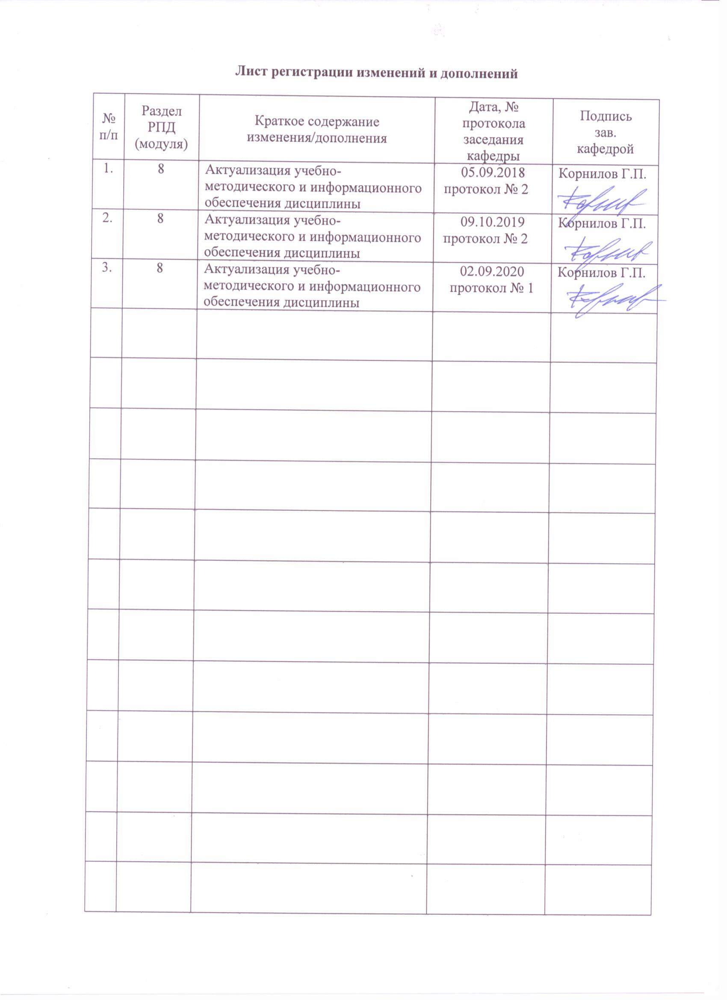 Лист регистрации изменений и дополнений
№
п/п
Раздел
РПД
(модуля)
Краткое содержание
изменения/дополнения
Дата, №
протокола
заседания
кафедры
Подпись
зав.
кафедрой
1.
8
Актуализация учебно-
методического и информационного
обеспечения дисциплины
05.09.2018
протокол № 2
Корнилов Г.П.
2.
8
Актуализация учебно-
методического и информационного
обеспечения дисциплины
09.10.2019
протокол № 2
Корнилов Г.П.
3.
8
Актуализация учебно-
методического и информационного
обеспечения дисциплины
02.09.2020
протокол № 1
Корнилов Г.П.